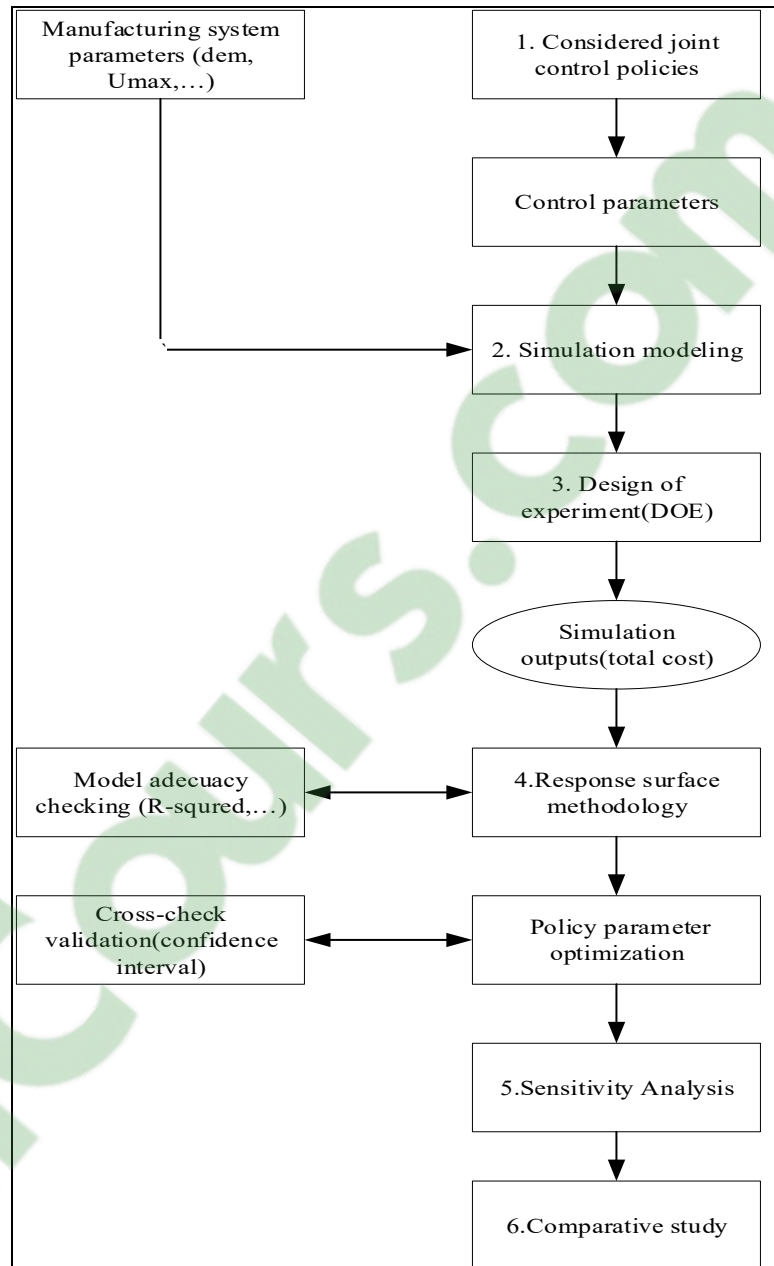 Manufacturing system
parameters (dem,
Umax,…)
1. Considered joint
control policies
Control parameters
2. Simulation modeling
3. Design of
experiment(DOE)
Simulation
outputs(total cost)
Model adecuacy
checking (R-squred,…)
4.Response surface
methodology
Cross-check
validation(confidence
interval)
Policy parameter
optimization
5.Sensitivity Analysis
6.Comparative study
Cours.com